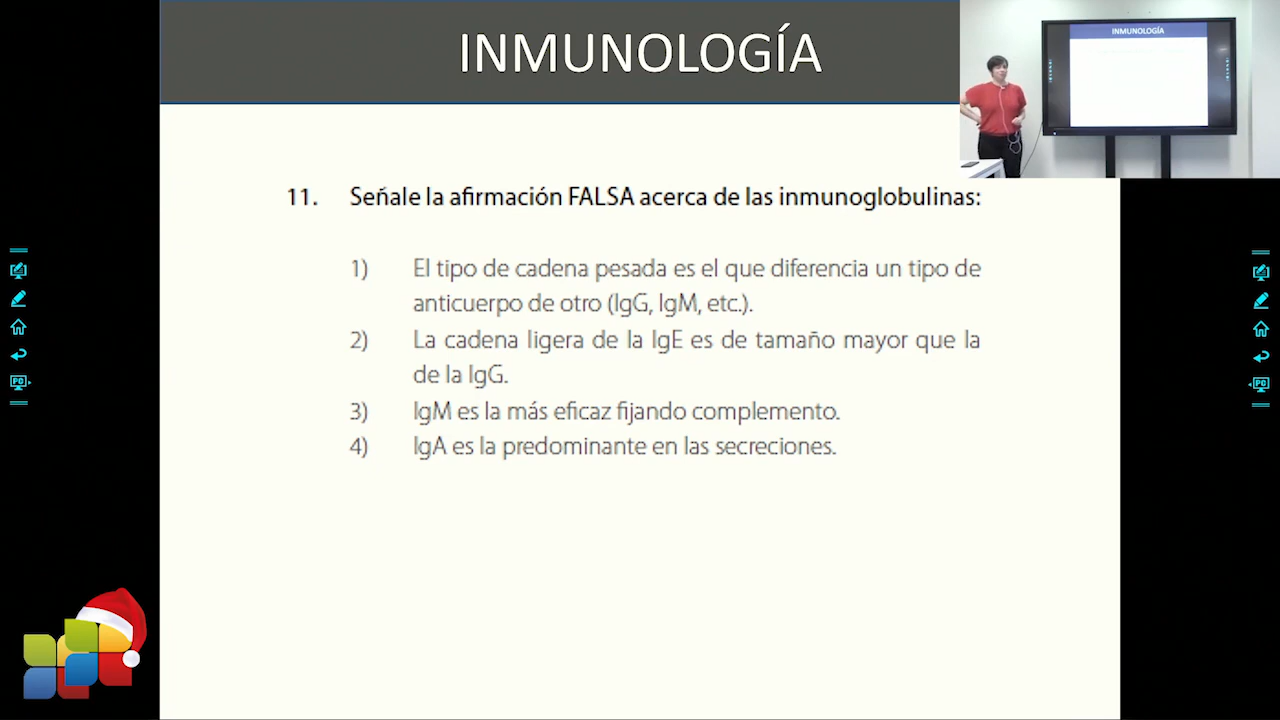 INMUNOLOGÍA
INMUNOLOGÍA
11. Señale la afirmación FALSA acerca de las inmunoglobulinas:
1) El tipo de cadena pesada es el que diferencia un tipo de
anticuerpo de otro (IgG, IgM, etc.).
2) La cadena ligera de la IgE es de tamaño mayor que la
de la IgG.
3) IgM es la más eficaz fijando complemento.
4) IgA es la predominante en las secreciones.
PC
PC